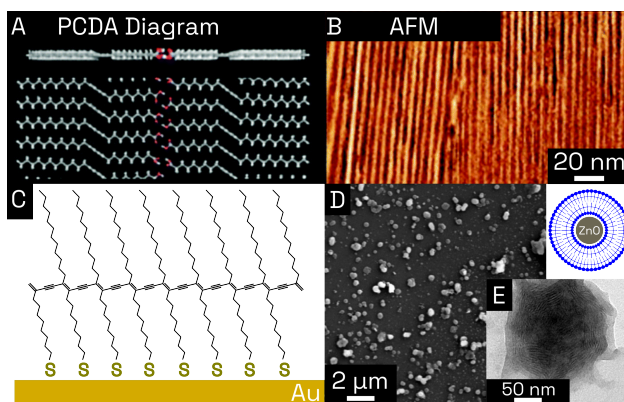 A PCDA Diagram
B AFM
20 nm
C
S S S S S S S S
Au
D
2 µm
ZnO
E
50 nm